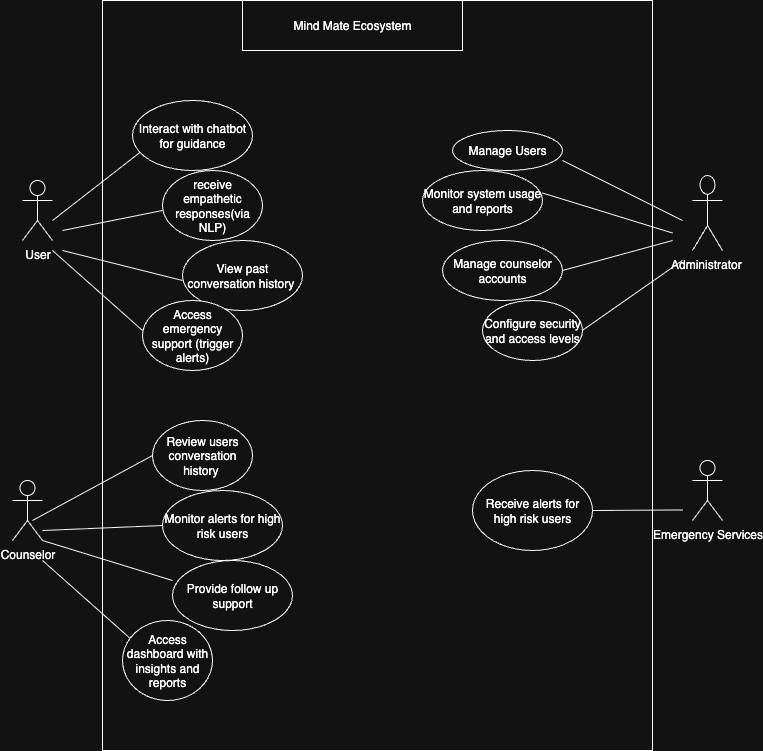 Mind Mate Ecosystem
Interact with chatbot
for guidance
receive
empathetic
responses(via
NLP)
View past
conversation history
Access
emergency
support (trigger
alerts)
User
Manage Users
Monitor system usage
and reports
Manage counselor
accounts
Configure security
and access levels
Administrator
Review users
conversation
history
Monitor alerts for high
risk users
Provide follow up
support
Access
dashboard with
insights and
reports
Counselor
Receive alerts for
high risk users
Emergency Services